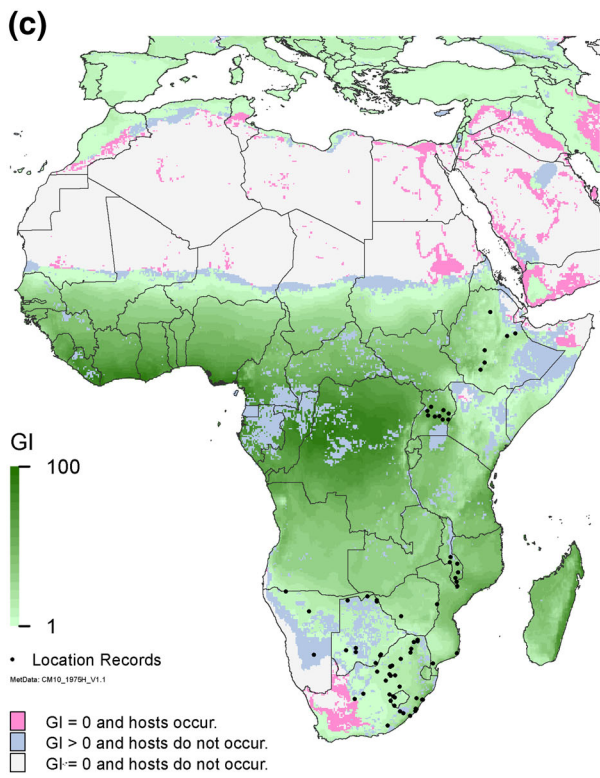 (c)
GI
100
1
• Location Records
MetData: CM10_1975H_V1.1
GI = 0 and hosts occur.
GI > 0 and hosts do not occur.
GI = 0 and hosts do not occur.